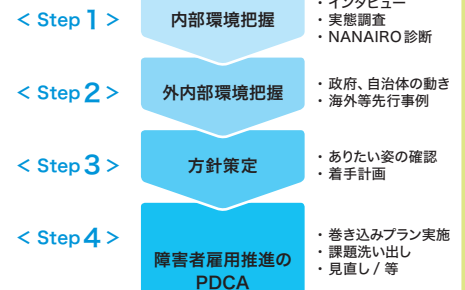 ・インタビュー
< Step 1 >
内部環境把握
・実態調査
・NANAIRO診断
< Step 2 >
外内部環境把握
・政府、自治体の動き
・海外等先行事例
< Step 3 >
方針策定
・ありたい姿の確認
・着手計画
< Step 4 >
障害者雇用推進の
PDCA
・巻き込みプラン実施
・課題洗い出し
・見直し / 等